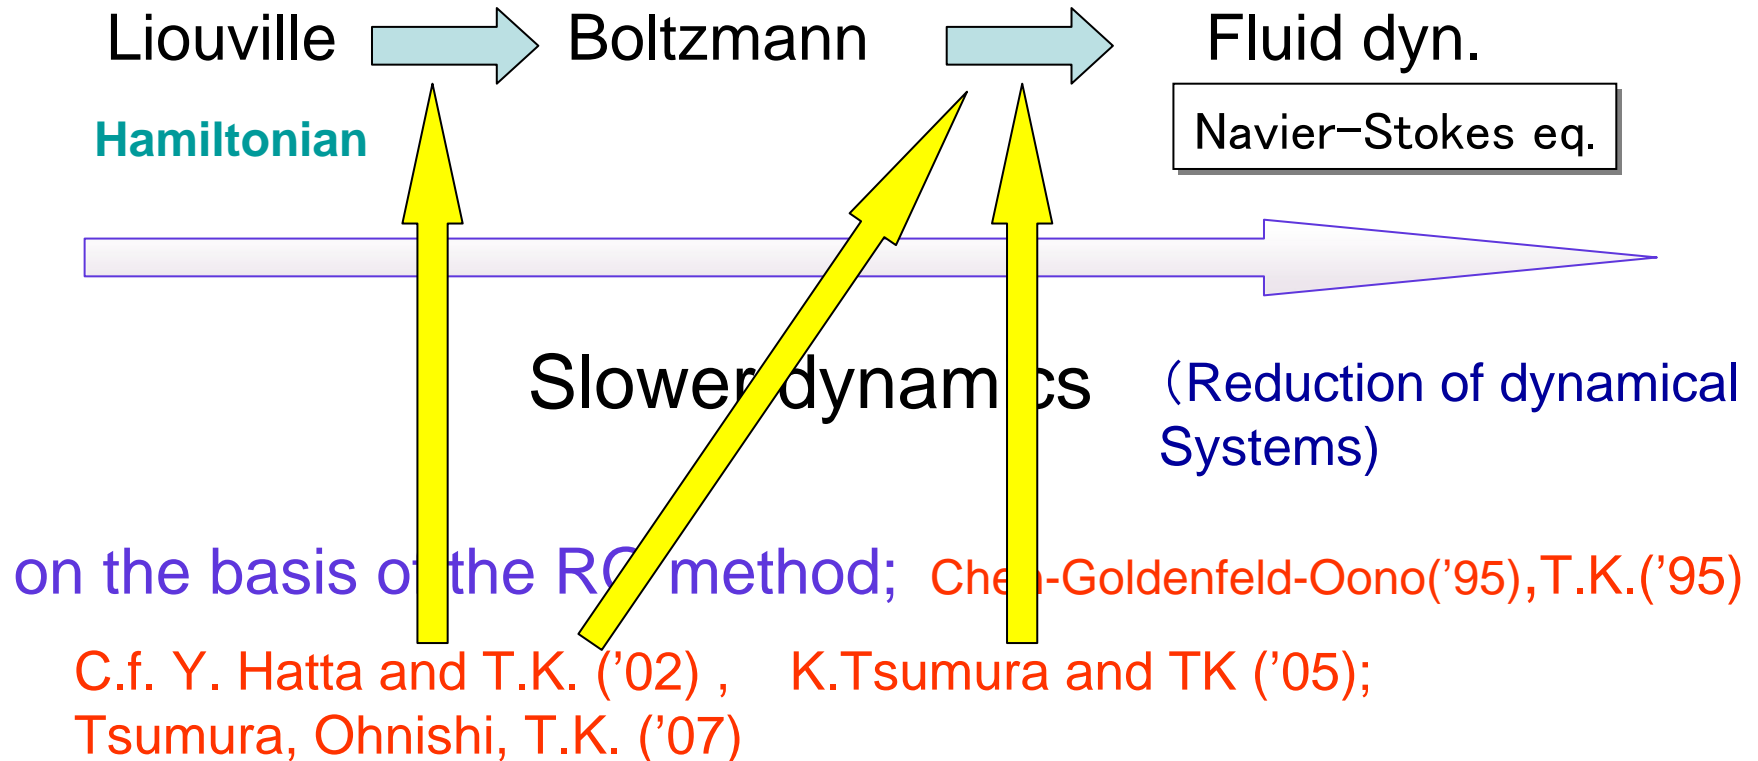 Liouville Boltzmann Fluid dyn.
Hamiltonian
Navier-Stokes eq.
Slower dynamics
(Reduction of dynamical
Systems)
on the basis of the RG method; Chen-Goldenfeld-Oono('95),T.K.('95)
C.f. Y. Hatta and T.K. ('02) , K.Tsumura and TK ('05);
Tsumura, Ohnishi, T.K. ('07)